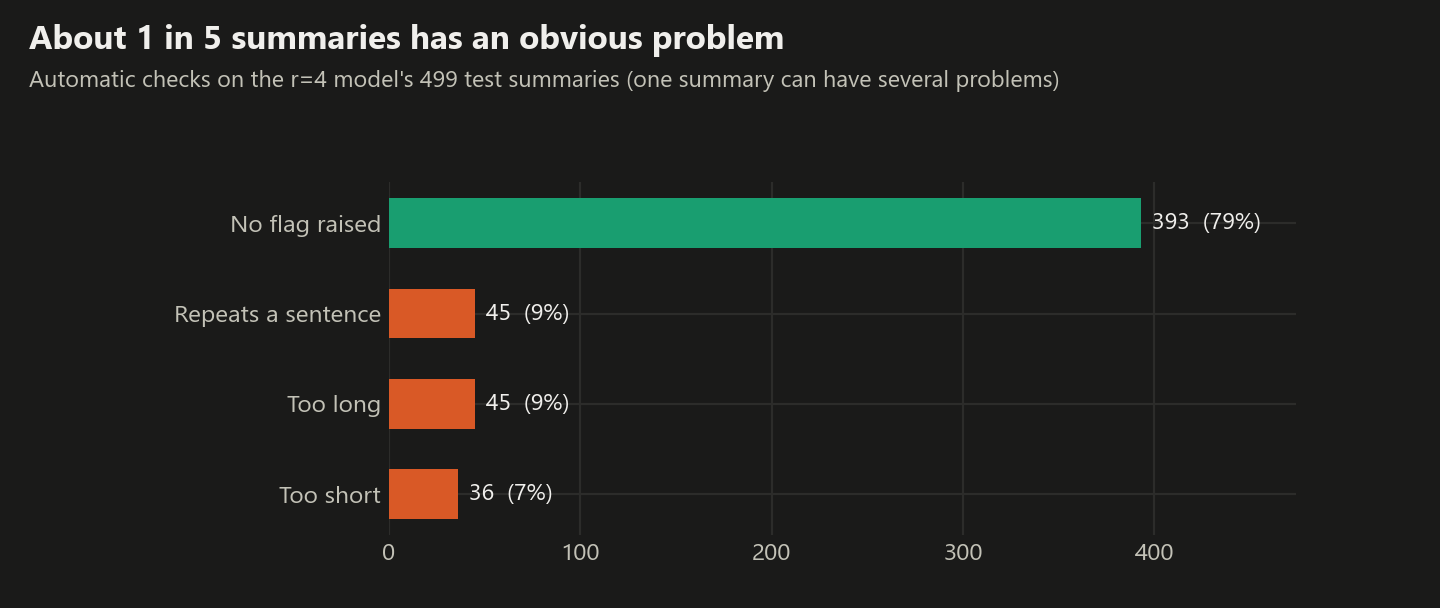 About 1 in 5 summaries has an obvious problem
Automatic checks on the r=4 model's 499 test summaries (one summary can have several problems)
No flag raised 393 (79%)
Repeats a sentence 45 (9%)
Too long 45 (9%)
Too short 36 (7%)
0 100 200 300 400